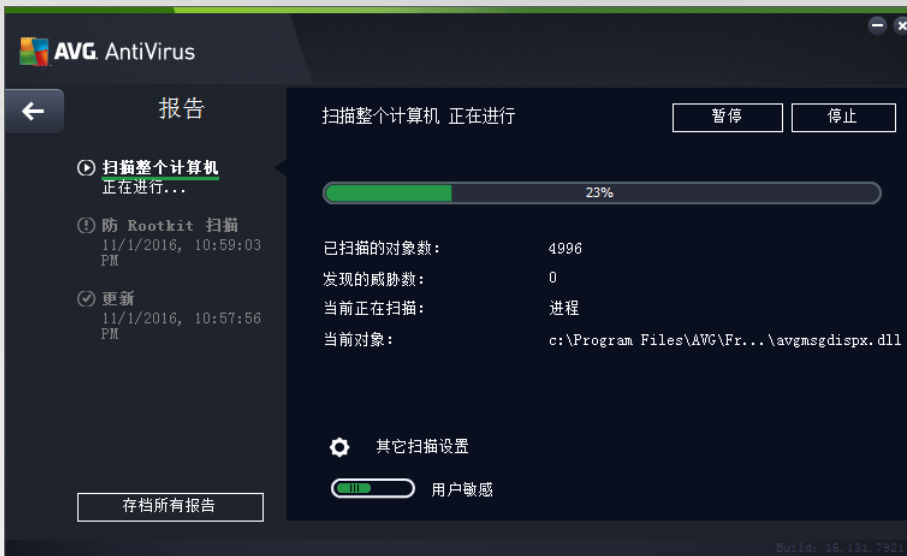 AVG AntiVirus
报告
扫描整个计算机
正在进行...
防 Rootkit 扫描
11/1/2016, 10:59:03
PM
更新
11/1/2016, 10:57:56
PM
存档所有报告
扫描整个计算机 正在进行
暂停
停止
23%
已扫描的对象数: 4996
发现的威胁数: 0
当前正在扫描: 进程
当前对象: c:\Program Files\AVG\Fr...\avgmsgdispx.dll
其它扫描设置
用户敏感
Build: 16.131.7921